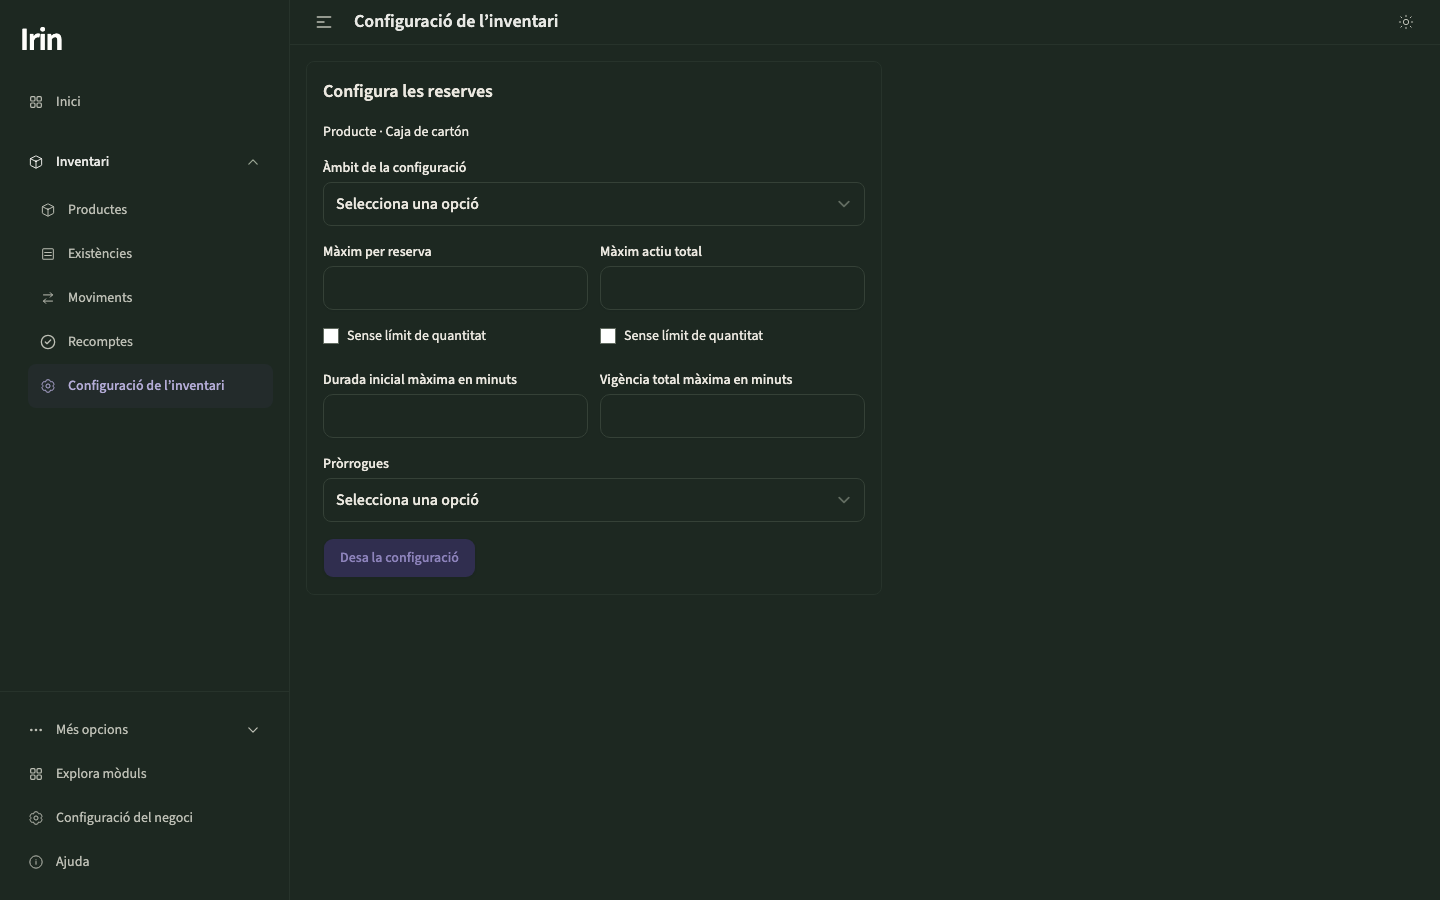 Irin
Inici
Inventari
Productes
Existències
Moviments
Recomptes
Configuració de l’inventari
Més opcions
Explora mòduls
Configuració del negoci
Ajuda
Configuració de l’inventari
Configura les reserves
Producte · Caja de cartón
Àmbit de la configuració
Selecciona una opció
Màxim per reserva
Màxim actiu total
Sense límit de quantitat
Sense límit de quantitat
Durada inicial màxima en minuts
Vigència total màxima en minuts
Pròrrogues
Selecciona una opció
Desa la configuració